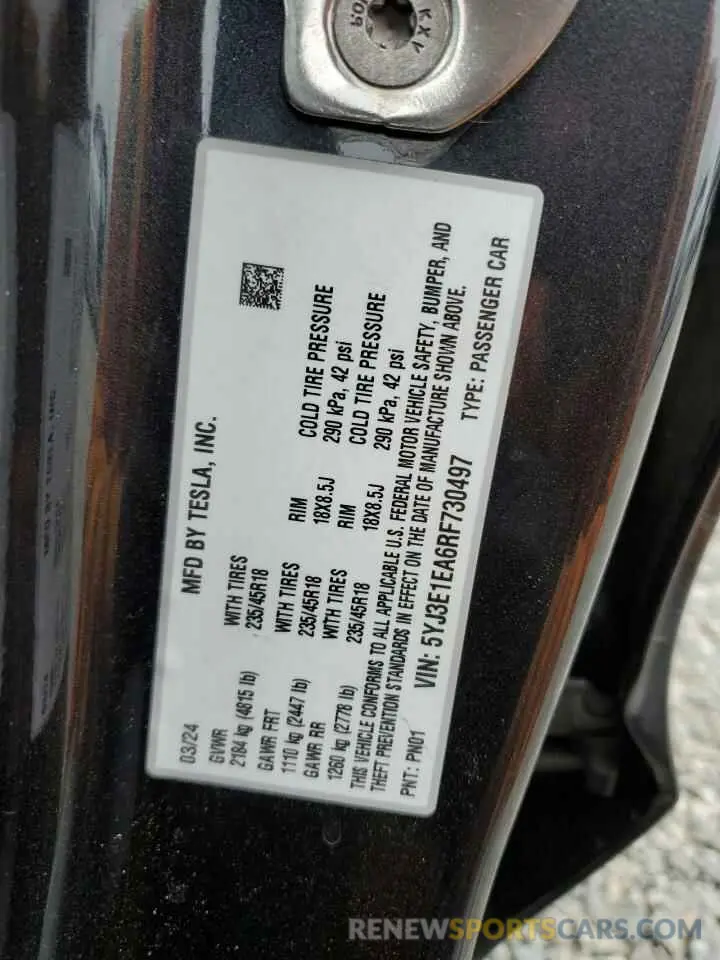 KXV
60R
MFD BY TESLA, INC.
03/24
GVWR
2184 kg (4815 lb) WITH TIRES 235/45R18 RIM 18X8.5J COLD TIRE PRESSURE 290 kPa, 42 psi
GAWR FRT
1110 kg (2447 lb) WITH TIRES 235/45R18 RIM 18X8.5J COLD TIRE PRESSURE 290 kPa, 42 psi
GAWR RR
1260 kg (2778 lb) WITH TIRES 235/45R18
THIS VEHICLE CONFORMS TO ALL APPLICABLE U.S. FEDERAL MOTOR VEHICLE SAFETY, BUMPER, AND
THEFT PREVENTION STANDARDS IN EFFECT ON THE DATE OF MANUFACTURE SHOWN ABOVE.
PNT: PN01 VIN: 5YJ3E1EA6RF730497 TYPE: PASSENGER CAR
RENEWSPORTSCARS.COM